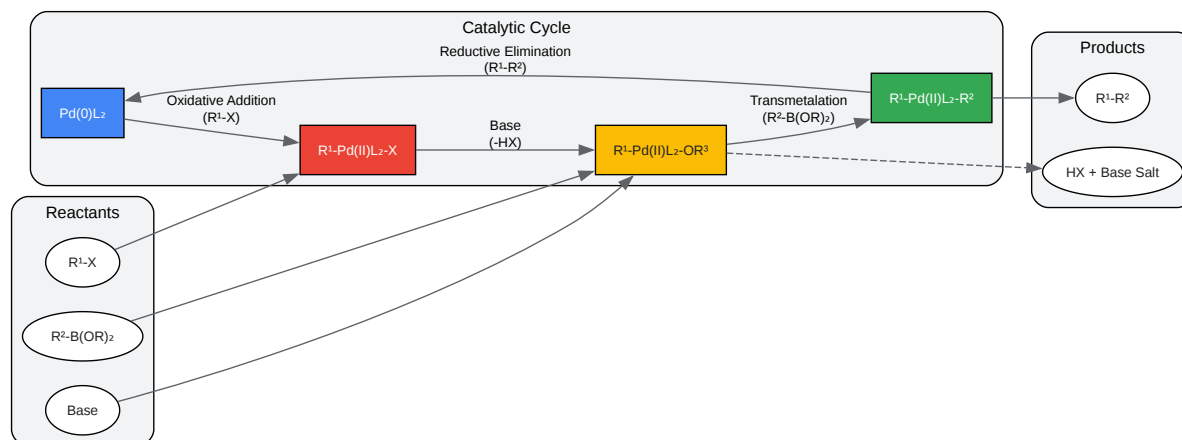 Catalytic Cycle
Reductive Elimination
(R¹-R²)
Pd(0)L₂
Oxidative Addition
(R¹-X)
R¹-Pd(II)L₂-X
Base
(-HX)
R¹-Pd(II)L₂-OR³
Transmetalation
(R²-B(OR)₂)
R¹-Pd(II)L₂-R²
Products
R¹-R²
HX + Base Salt
Reactants
R¹-X
R²-B(OR)₂
Base